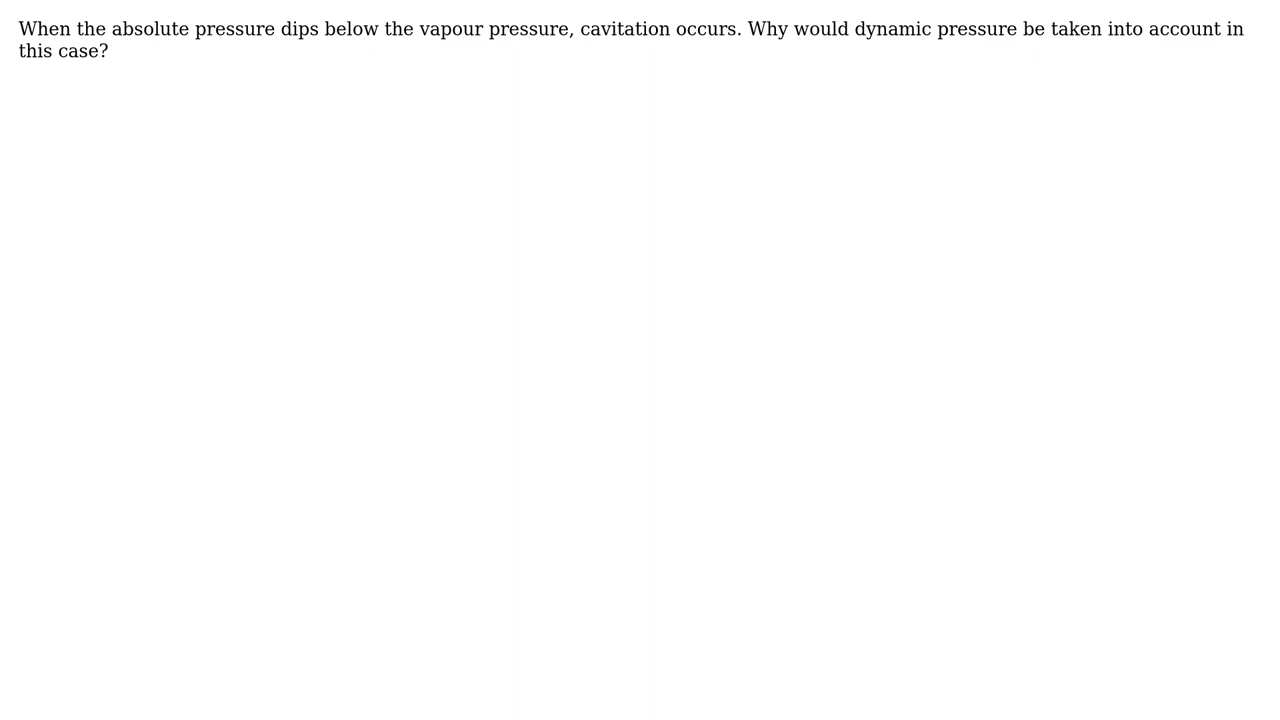 When the absolute pressure dips below the vapour pressure, cavitation occurs. Why would dynamic pressure be taken into account in
this case?